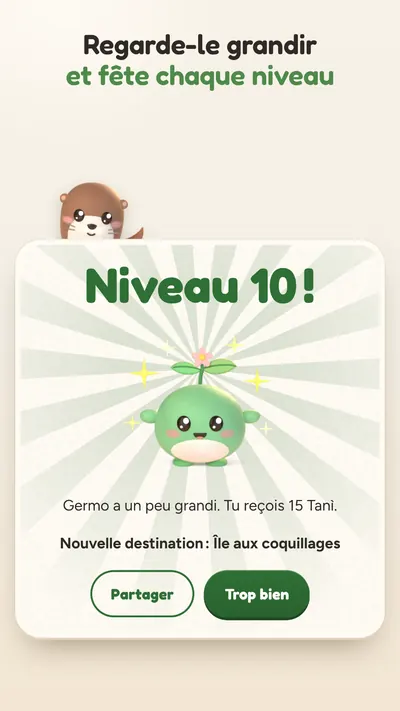 Regarde-le grandir
et fête chaque niveau
Niveau 10 !
Germo a un peu grandi. Tu reçois 15 Tanì.
Nouvelle destination : Île aux coquillages
Partager
Trop bien